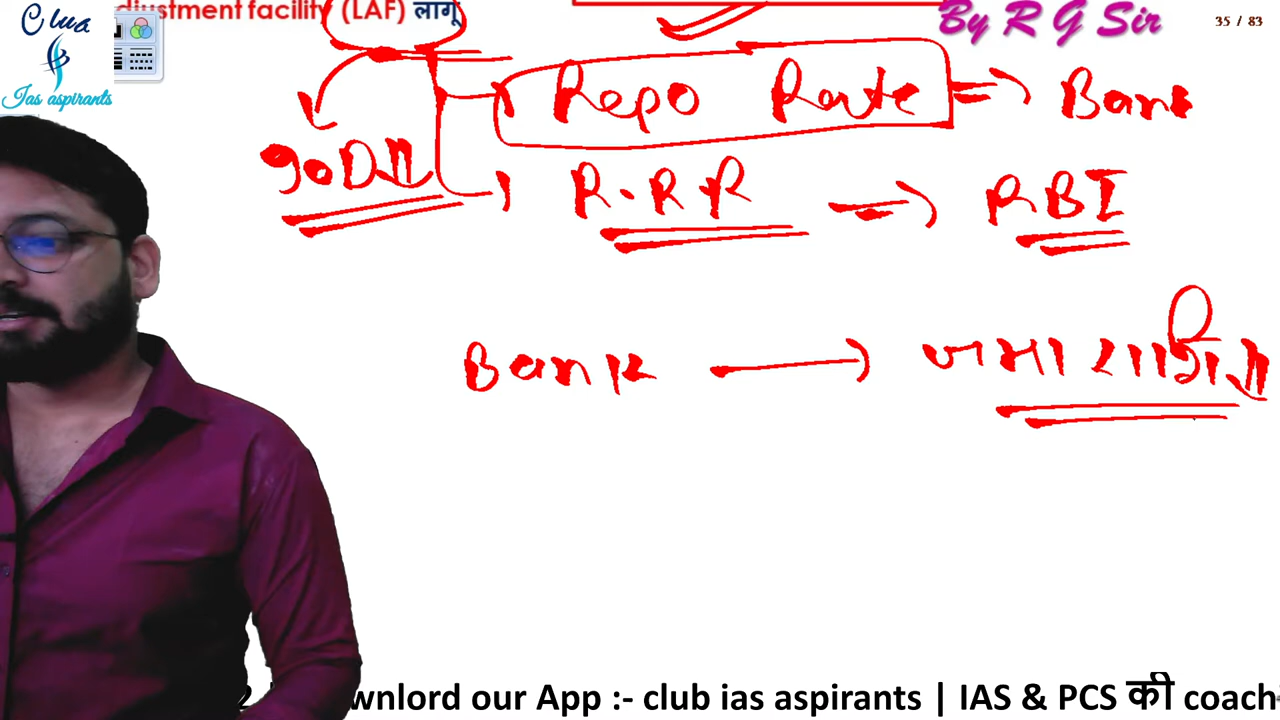 Clua
Ias aspirants
djustment facility (LAF) लागू
By R G Sir
35 / 83
Repo Rate => Bank
90D
R.R.R => RBI
Bank → जमा राशि
wnlord our App :- club ias aspirants | IAS & PCS की coach